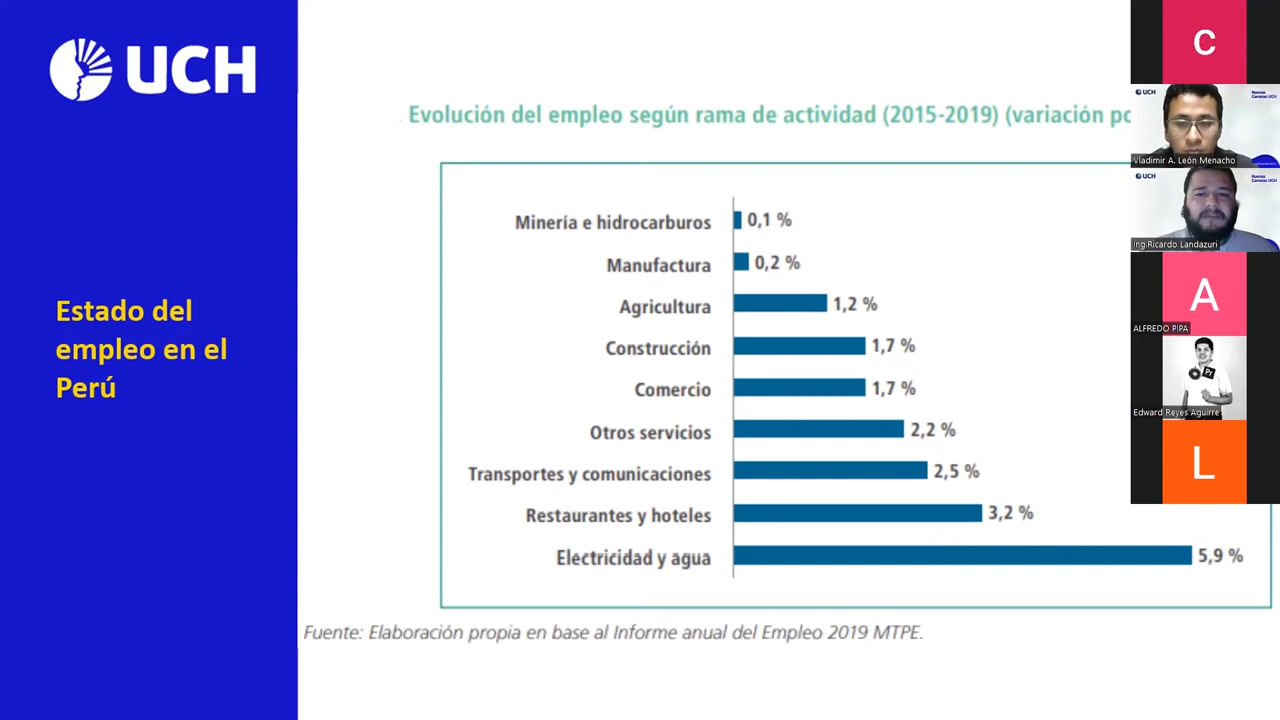 UCH
Estado del
empleo en el
Perú
Evolución del empleo según rama de actividad (2015-2019) (variación
Minería e hidrocarburos 0,1 %
Manufactura 0,2 %
Agricultura 1,2 %
Construcción 1,7 %
Comercio 1,7 %
Otros servicios 2,2 %
Transportes y comunicaciones 2,5 %
Restaurantes y hoteles 3,2 %
Electricidad y agua 5,9 %
Fuente: Elaboración propia en base al Informe anual del Empleo 2019 MTPE.
C
UCH
Vladimir A. León Menacho
UCH
Ing.Ricardo Landazuri
A
ALFREDO PIPA
Pr
Edward Reyes Aguirre
L